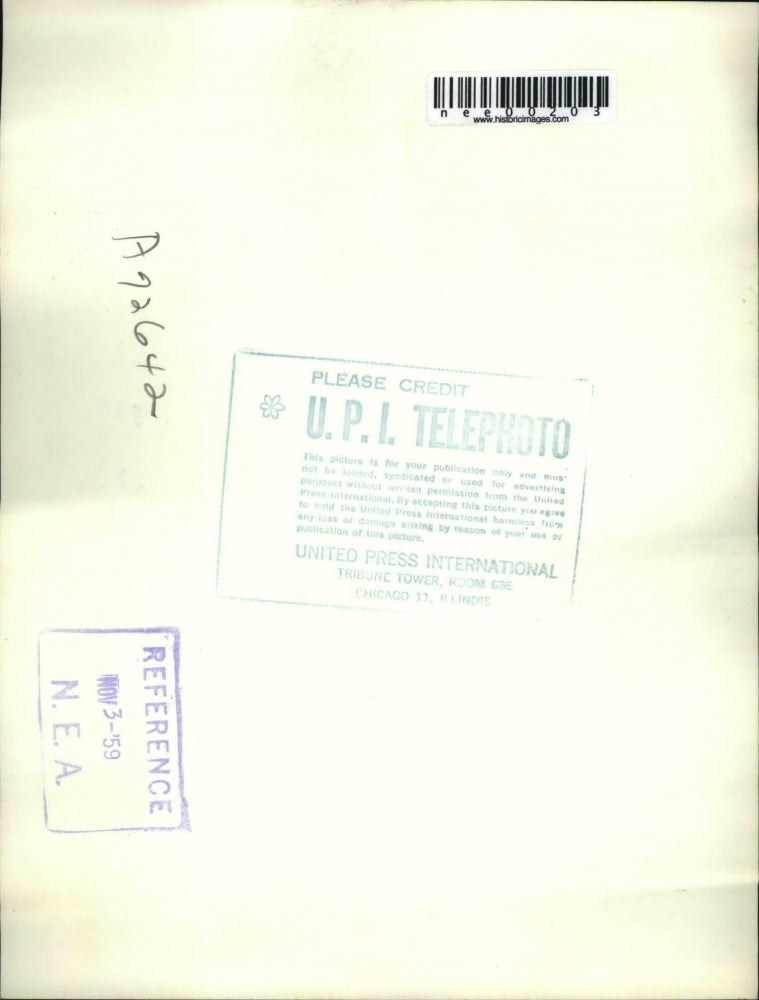 nee00203
www.historicimages.com
A92642
PLEASE CREDIT
U.P.I. TELEPHOTO
This picture is for your publication only and must
not be loaned, syndicated or used for advertising
purposes without written permission from the United
Press International. By accepting this picture you agree
to hold the United Press International harmless from
any loss or damage arising by reason of your use or
publication of this picture.
UNITED PRESS INTERNATIONAL
TRIBUNE TOWER, ROOM 636
CHICAGO 11, ILLINOIS
REFERENCE
NOV 3-'59
N. E. A.